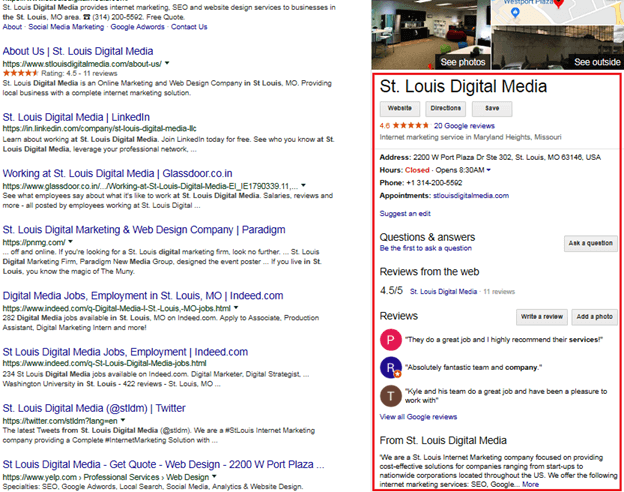 St. Louis Digital Media provides internet marketing, SEO and website design services to businesses in
the St. Louis, MO area. ☎ (314) 200-5592. Free Quote.
About · Social Media Marketing · Google Adwords · Contact Us
About Us | St. Louis Digital Media
https://www.stlouisdigitalmedia.com/about-us/
Rating: 4.5 - 11 reviews
St. Louis Digital Media is an Online Marketing and Web Design Company in St Louis, MO. Providing
local business with a complete internet marketing solution.
St. Louis Digital Media | LinkedIn
https://in.linkedin.com/company/st-louis-digital-media-llc
Learn about working at St. Louis Digital Media. Join LinkedIn today for free. See who you know at St.
Louis Digital Media, leverage your professional network, ...
Working at St. Louis Digital Media | Glassdoor.co.in
https://www.glassdoor.co.in/.../Working-at-St-Louis-Digital-Media-EI_IE1790339.11,...
See what employees say about what it's like to work at St. Louis Digital Media. Salaries, reviews and
more - all posted by employees working at St. Louis Digital ...
St. Louis Digital Marketing & Web Design Company | Paradigm
https://pnmg.com/
... off and online. If you're looking for a St. Louis digital marketing firm, look no further. ... St. Louis
Digital Marketing Firm, Paradigm New Media Group, designed the event poster ... If you live in St.
Louis, you know the magic of The Muny.
Digital Media Jobs, Employment in St. Louis, MO | Indeed.com
https://www.indeed.com/q-Digital-Media-l-St.-Louis,-MO-jobs.html
282 Digital Media jobs available in St. Louis, MO on Indeed.com. Apply to Associate, Production
Assistant, Digital Marketing Intern and more!
St Louis Digital Media Jobs, Employment | Indeed.com
https://www.indeed.com/q-St-Louis-Digital-Media-jobs.html
234 St Louis Digital Media jobs available on Indeed.com. Digital Marketer, Digital Strategist, ...
Washington University in St. Louis - 422 reviews - St. Louis, MO ...
St. Louis Digital Media (@stldm) | Twitter
https://twitter.com/stldm?lang=en
The latest Tweets from St. Louis Digital Media (@stldm). We are a #StLouis Internet Marketing
company providing a Complete #InternetMarketing Solution with ...
St Louis Digital Media - Get Quote - Web Design - 2200 W Port Plaza ...
https://www.yelp.com › Professional Services › Web Design
Specialties: SEO, Google Adwords, Local Search, Social Media, Analytics & Website Design.
Westport Plaza
See photos
See outside
St. Louis Digital Media
Website
Directions
Save
4.6 20 Google reviews
Internet marketing service in Maryland Heights, Missouri
Address: 2200 W Port Plaza Dr Ste 302, St. Louis, MO 63146, USA
Hours: Closed · Opens 8:30AM
Phone: +1 314-200-5592
Appointments: stlouisdigitalmedia.com
Suggest an edit
Questions & answers
Be the first to ask a question
Ask a question
Reviews from the web
4.5/5 St. Louis Digital Media · 11 reviews
Reviews
Write a review
Add a photo
P
"They do a great job and I highly recommend their services!"
R
"Absolutely fantastic team and company."
T
"Kyle and his team do a great job and have been a pleasure to
work with"
View all Google reviews
From St. Louis Digital Media
"We are a St. Louis Internet Marketing company focused on providing
cost-effective solutions for companies ranging from start-ups to
nationwide corporations located throughout the US. We offer the following
internet marketing services: SEO, Google... More